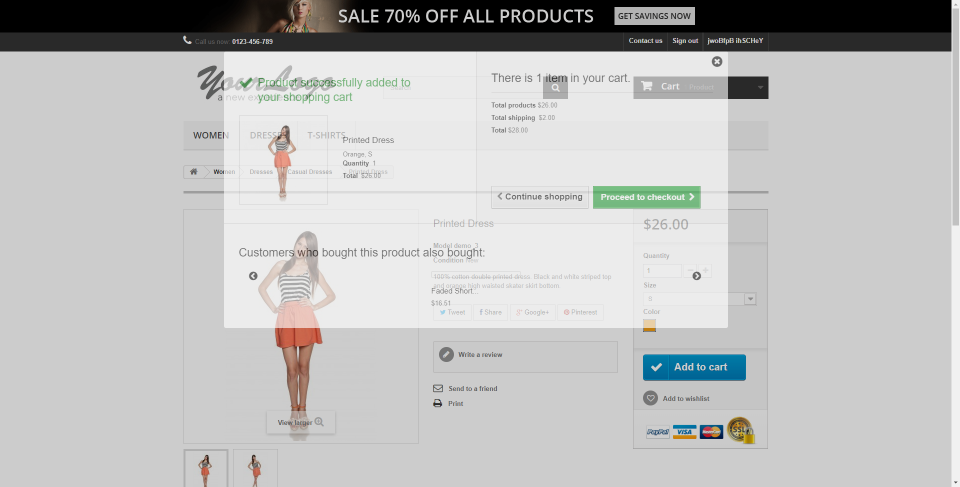 SALE 70% OFF ALL PRODUCTS
GET SAVINGS NOW
Call us now: 0123-456-789
Contact us
Sign out
jwoBfpB ihSCHeY
Your Logo
Product successfully added to
your shopping cart
There is 1 item in your cart.
Cart Product
Total products $26.00
Total shipping $2.00
Total $28.00
WOMEN
DRESSES
T-SHIRTS
Printed Dress
Orange, S
Quantity 1
Total $26.00
Women
Dresses
Casual Dresses
Printed Dress
Continue shopping
Proceed to checkout
Customers who bought this product also bought:
Printed Dress
Model demo_3
Condition New
100% cotton double printed dress. Black and white striped top
and orange high waisted skater skirt bottom.
Faded Short...
$16.51
Tweet
Share
Google+
Pinterest
Write a review
Send to a friend
Print
$26.00
Quantity
1
Size
S
Color
Add to cart
Add to wishlist
PayPal
VISA
MasterCard
View larger